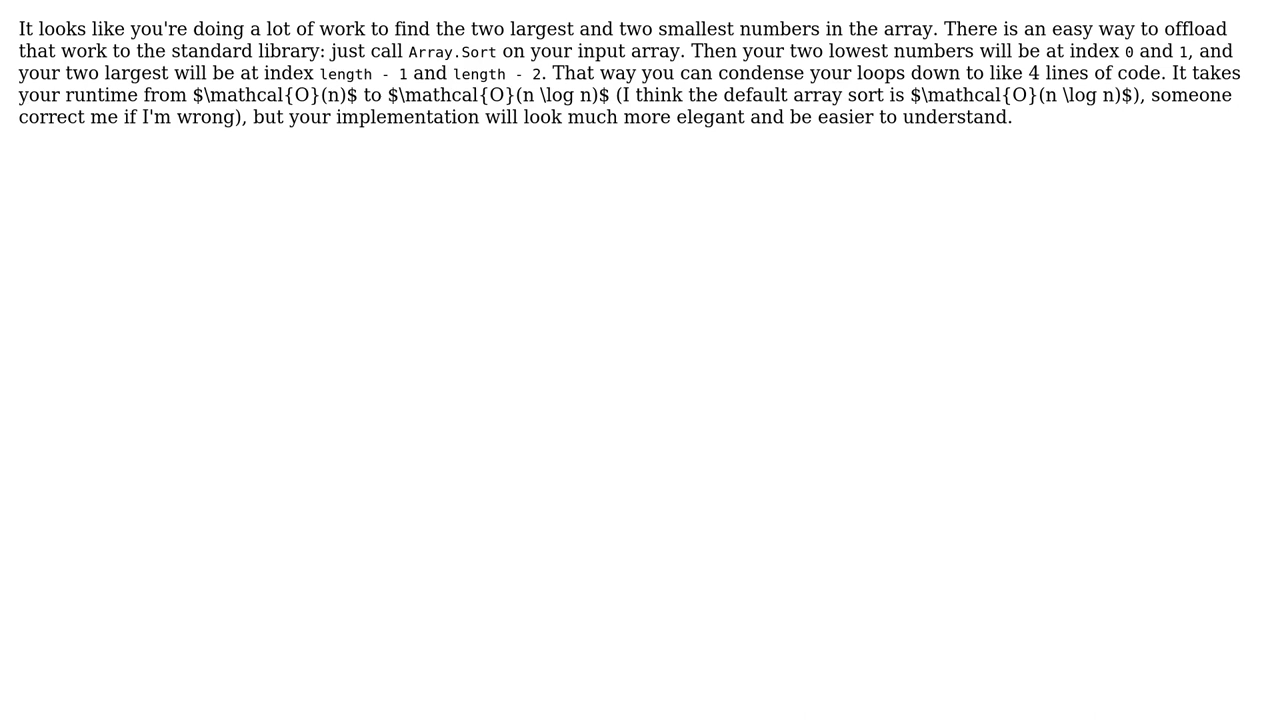 It looks like you're doing a lot of work to find the two largest and two smallest numbers in the array. There is an easy way to offload
that work to the standard library: just call Array.Sort on your input array. Then your two lowest numbers will be at index 0 and 1, and
your two largest will be at index length - 1 and length - 2. That way you can condense your loops down to like 4 lines of code. It takes
your runtime from $\mathcal{O}(n)$ to $\mathcal{O}(n \log n)$ (I think the default array sort is $\mathcal{O}(n \log n)$), someone
correct me if I'm wrong), but your implementation will look much more elegant and be easier to understand.